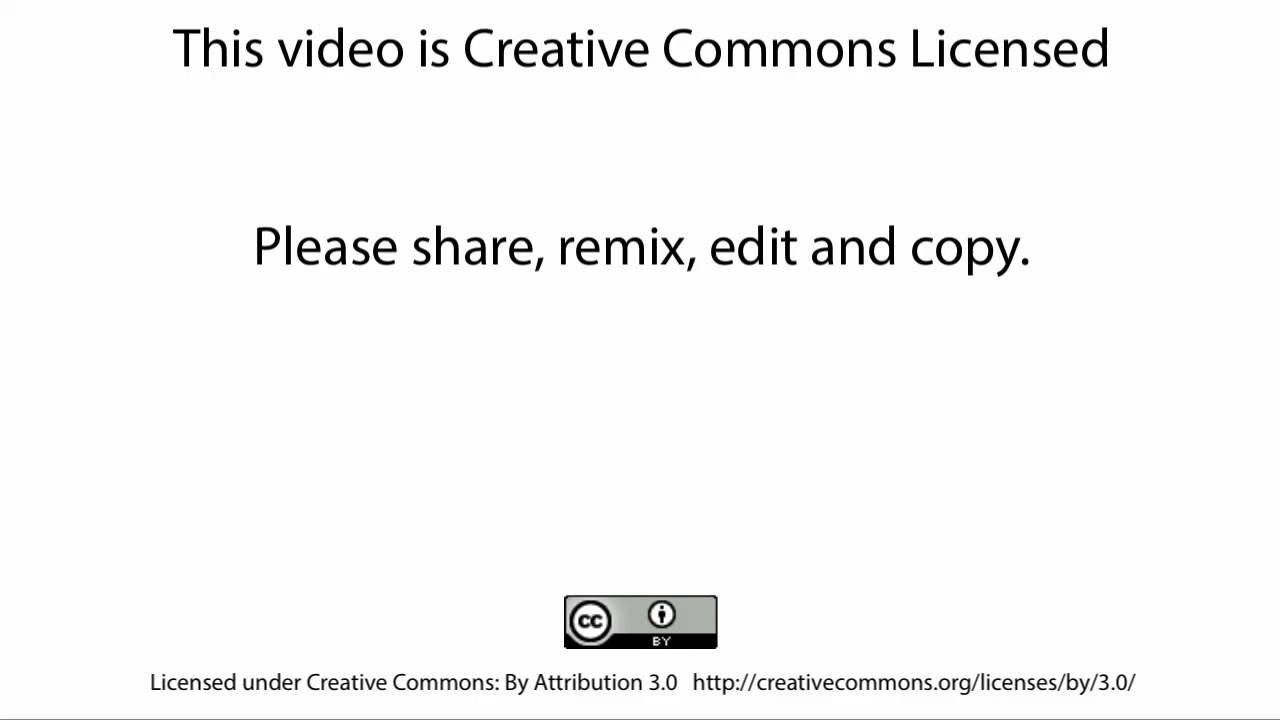 This video is Creative Commons Licensed
Please share, remix, edit and copy.
cc
BY
Licensed under Creative Commons: By Attribution 3.0 http://creativecommons.org/licenses/by/3.0/